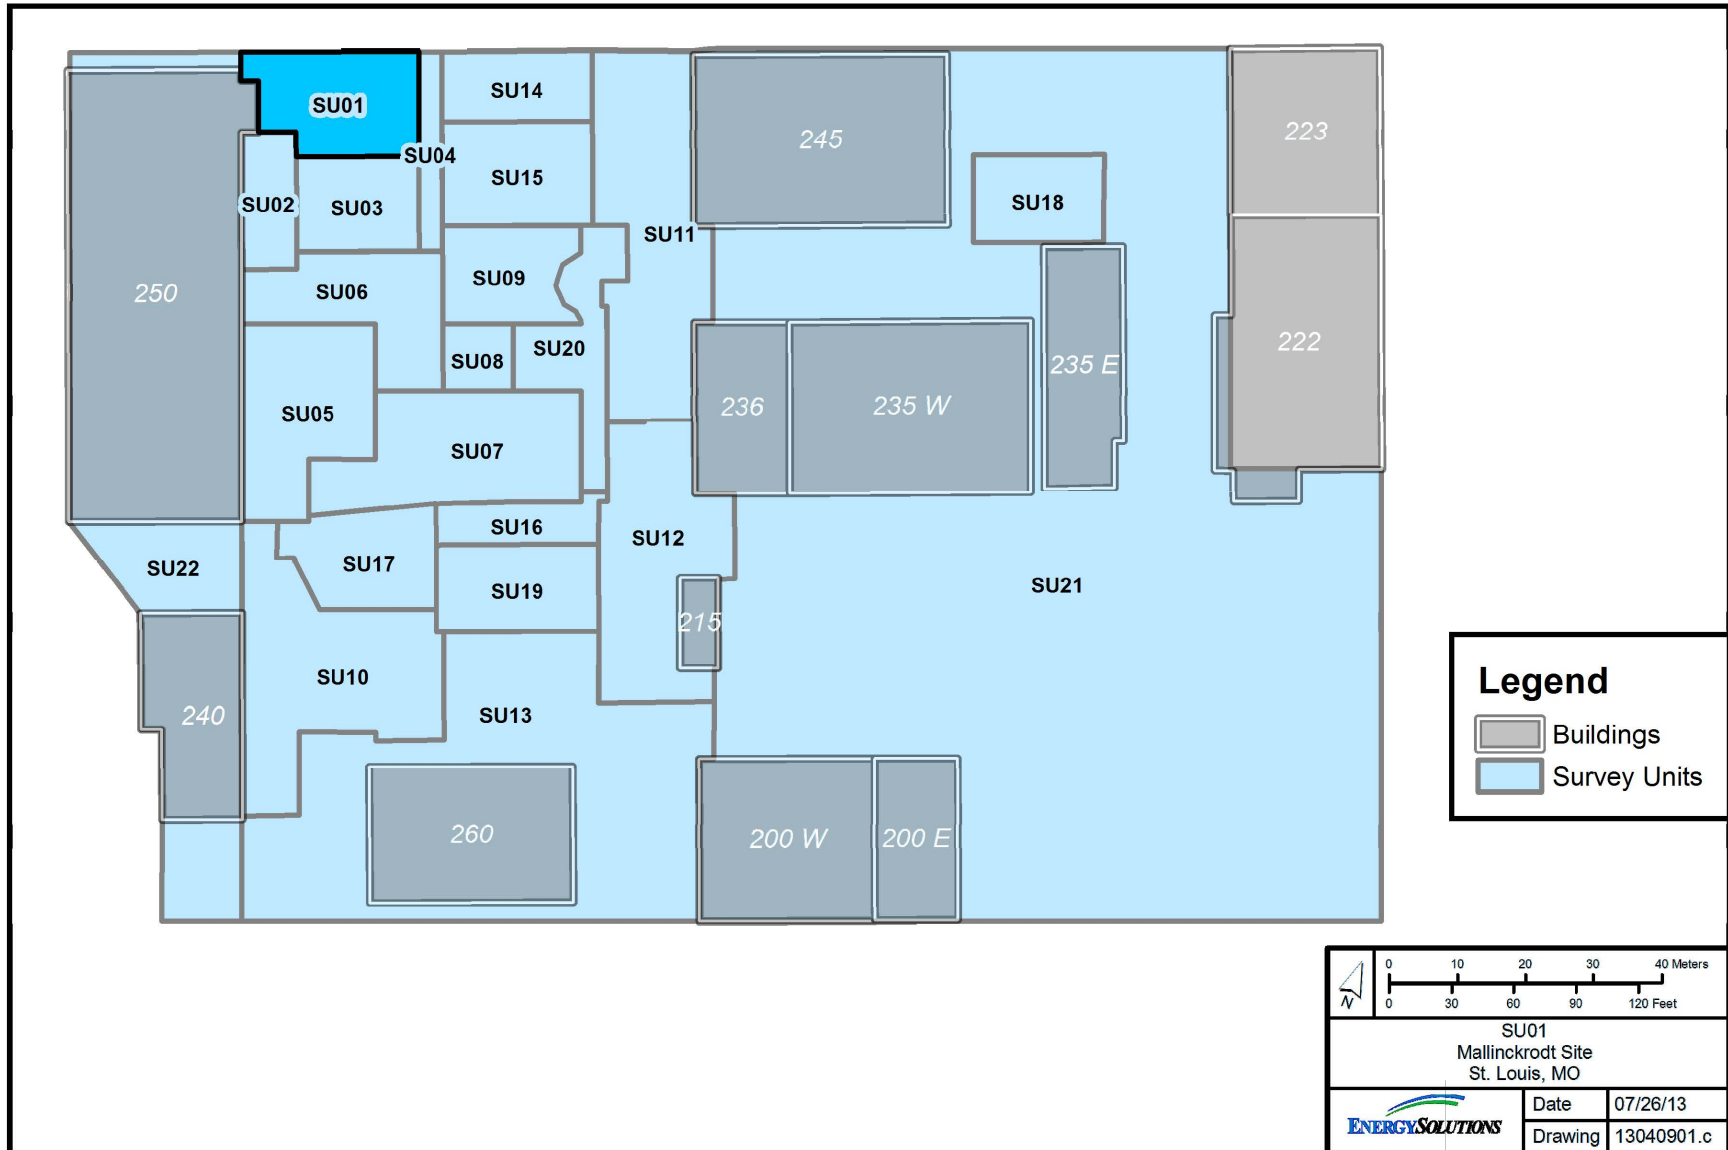 SU01
SU14
245
223
SU04
SU15
SU02
SU03
SU18
SU11
250
SU06
SU09
222
SU08
SU20
235 E
236
235 W
SU05
SU07
SU16
SU12
SU22
SU17
SU19
SU21
215
SU10
240
SU13
260
200 W
200 E
Legend
Buildings
Survey Units
N
0 10 20 30 40 Meters
0 30 60 90 120 Feet
SU01
Mallinckrodt Site
St. Louis, MO
ENERGYSOLUTIONS
Date 07/26/13
Drawing 13040901.c